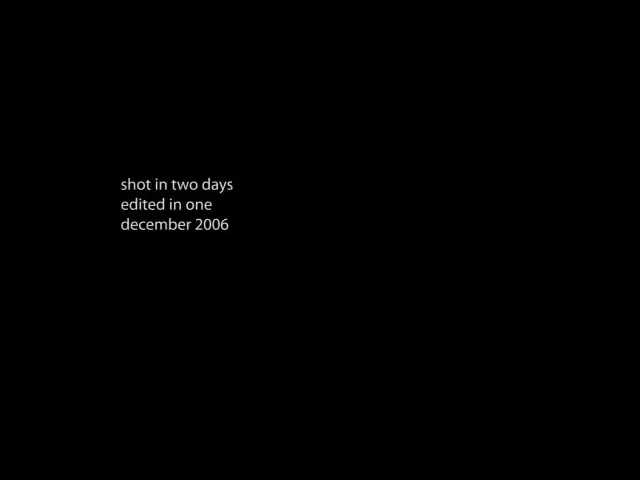 shot in two days
edited in one
december 2006